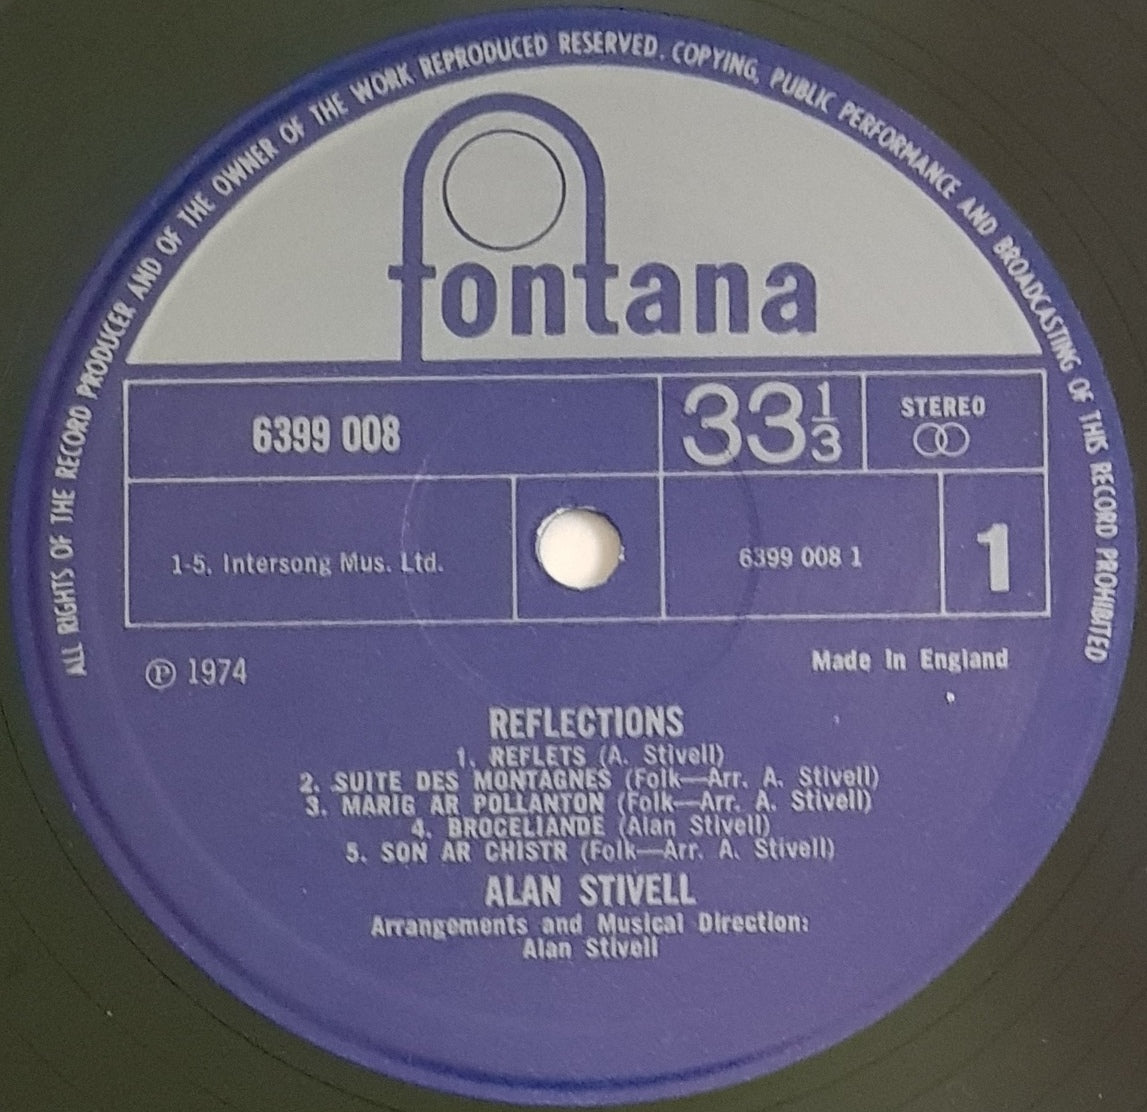 ALL RIGHTS OF THE RECORD PRODUCER AND OF THE OWNER OF THE WORK REPRODUCED RESERVED. COPYING, PUBLIC PERFORMANCE AND BROADCASTING OF THIS RECORD PROHIBITED
fontana
6399 008
33 1/3
STEREO
1-5. Intersong Mus. Ltd.
6399 008 1
1
℗ 1974
Made In England
REFLECTIONS
1. REFLETS (A. Stivell)
2. SUITE DES MONTAGNES (Folk—Arr. A. Stivell)
3. MARIG AR POLLANTON (Folk—Arr. A. Stivell)
4. BROCELIANDE (Alan Stivell)
5. SON AR CHISTR (Folk—Arr. A. Stivell)
ALAN STIVELL
Arrangements and Musical Direction:
Alan Stivell